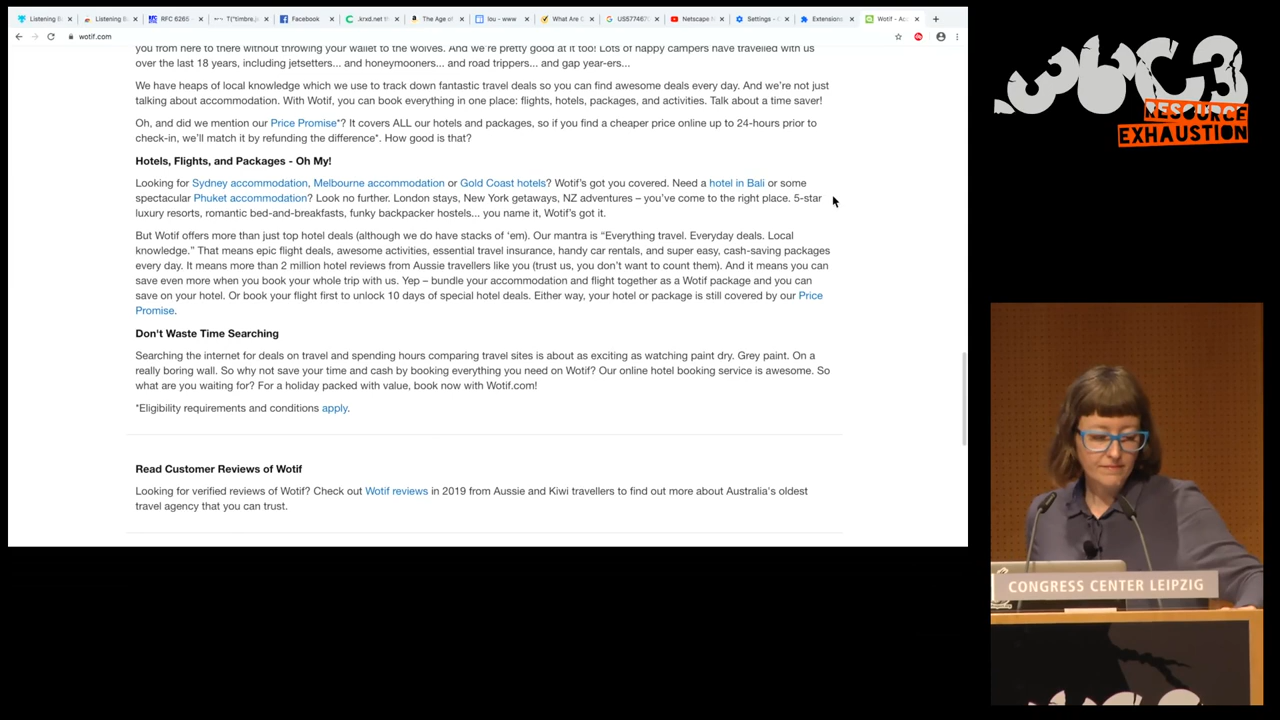 Listening B
Listening B
RFC 6265
"T("timbre.j
Facebook
.krxd.net th
The Age of
lou - www
What Are C
US577467
Netscape N
Settings - C
Extensions
Wotif - Ac
wotif.com
you from here to there without throwing your wallet to the wolves. And we're pretty good at it too! Lots of happy campers have travelled with us
over the last 18 years, including jetsetters... and honeymooners... and road trippers... and gap year-ers...
We have heaps of local knowledge which we use to track down fantastic travel deals so you can find awesome deals every day. And we're not just
talking about accommodation. With Wotif, you can book everything in one place: flights, hotels, packages, and activities. Talk about a time saver!
Oh, and did we mention our Price Promise*? It covers ALL our hotels and packages, so if you find a cheaper price online up to 24-hours prior to
check-in, we'll match it by refunding the difference*. How good is that?
Hotels, Flights, and Packages - Oh My!
Looking for Sydney accommodation, Melbourne accommodation or Gold Coast hotels? Wotif's got you covered. Need a hotel in Bali or some
spectacular Phuket accommodation? Look no further. London stays, New York getaways, NZ adventures – you've come to the right place. 5-star
luxury resorts, romantic bed-and-breakfasts, funky backpacker hostels... you name it, Wotif's got it.
But Wotif offers more than just top hotel deals (although we do have stacks of 'em). Our mantra is "Everything travel. Everyday deals. Local
knowledge." That means epic flight deals, awesome activities, essential travel insurance, handy car rentals, and super easy, cash-saving packages
every day. It means more than 2 million hotel reviews from Aussie travellers like you (trust us, you don't want to count them). And it means you can
save even more when you book your whole trip with us. Yep – bundle your accommodation and flight together as a Wotif package and you can
save on your hotel. Or book your flight first to unlock 10 days of special hotel deals. Either way, your hotel or package is still covered by our Price
Promise.
Don't Waste Time Searching
Searching the internet for deals on travel and spending hours comparing travel sites is about as exciting as watching paint dry. Grey paint. On a
really boring wall. So why not save your time and cash by booking everything you need on Wotif? Our online hotel booking service is awesome. So
what are you waiting for? For a holiday packed with value, book now with Wotif.com!
*Eligibility requirements and conditions apply.
Read Customer Reviews of Wotif
Looking for verified reviews of Wotif? Check out Wotif reviews in 2019 from Aussie and Kiwi travellers to find out more about Australia's oldest
travel agency that you can trust.
36C3
RESOURCE
EXHAUSTION
CONGRESS CENTER LEIPZIG